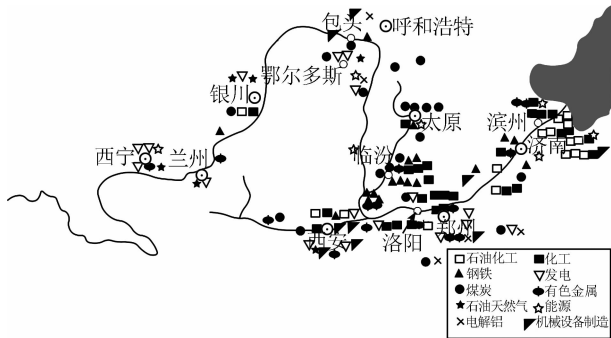 包头
呼和浩特
鄂尔多斯
银川
太原
滨州
西宁
兰州
临汾
济南
西安
洛阳
郑州
石油化工 化工
钢铁 发电
煤炭 有色金属
石油天然气 能源
电解铝 机械设备制造